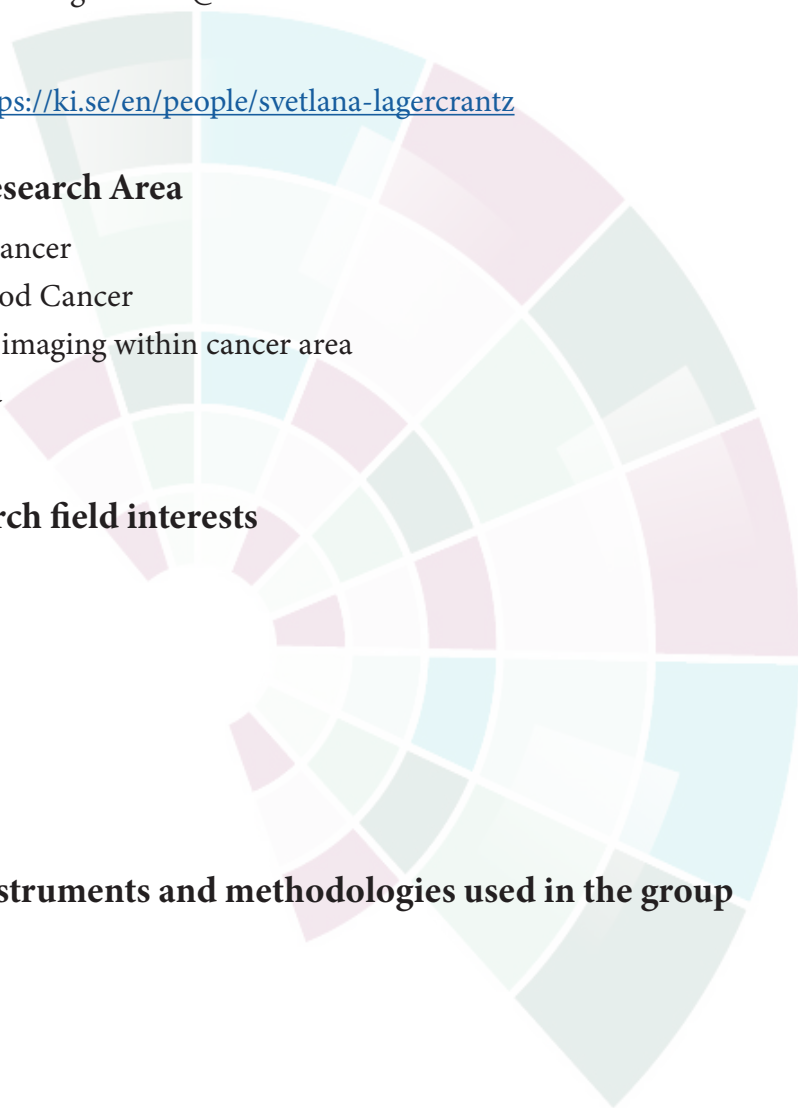 ps://ki.se/en/people/svetlana-lagercrantz
esearch Area
ancer
od Cancer
imaging within cancer area
rch field interests
struments and methodologies used in the group